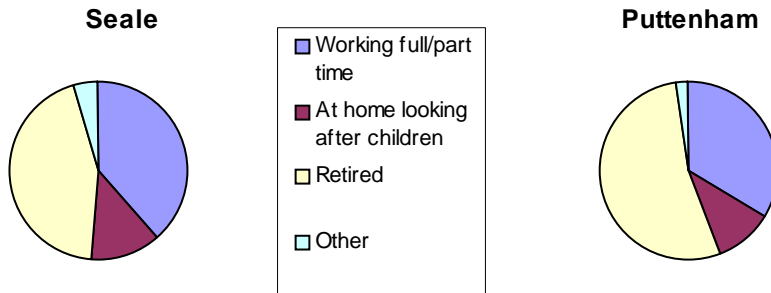 Seale
Working full/part
time
At home looking
after children
Retired
Other
Puttenham